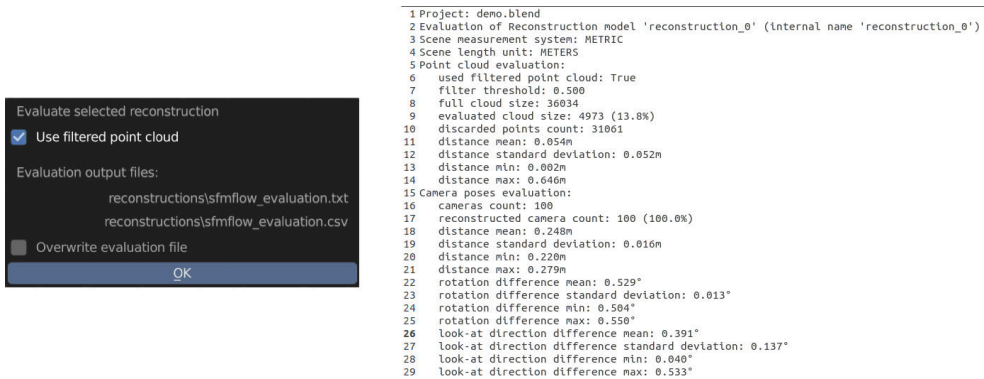 Evaluate selected reconstruction
Use filtered point cloud
Evaluation output files:
reconstructions\sfmflow_evaluation.txt
reconstructions\sfmflow_evaluation.csv
Overwrite evaluation file
OK
1 Project: demo.blend
2 Evaluation of Reconstruction model 'reconstruction_0' (internal name 'reconstruction_0')
3 Scene measurement system: METRIC
4 Scene length unit: METERS
5 Point cloud evaluation:
6 used filtered point cloud: True
7 filter threshold: 0.500
8 full cloud size: 36034
9 evaluated cloud size: 4973 (13.8%)
10 discarded points count: 31061
11 distance mean: 0.054m
12 distance standard deviation: 0.052m
13 distance min: 0.002m
14 distance max: 0.646m
15 Camera poses evaluation:
16 cameras count: 100
17 reconstructed camera count: 100 (100.0%)
18 distance mean: 0.248m
19 distance standard deviation: 0.016m
20 distance min: 0.220m
21 distance max: 0.279m
22 rotation difference mean: 0.529°
23 rotation difference standard deviation: 0.013°
24 rotation difference min: 0.504°
25 rotation difference max: 0.550°
26 look-at direction difference mean: 0.391°
27 look-at direction difference standard deviation: 0.137°
28 look-at direction difference min: 0.040°
29 look-at direction difference max: 0.533°